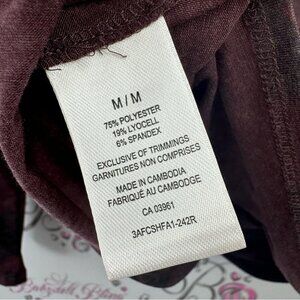 M / M
75% POLYESTER
19% LYOCELL
6% SPANDEX
EXCLUSIVE OF TRIMMINGS
GARNITURES NON COMPRISES
MADE IN CAMBODIA
FABRIQUÉ AU CAMBODGE
CA 03961
3AFCSHFA1-242R